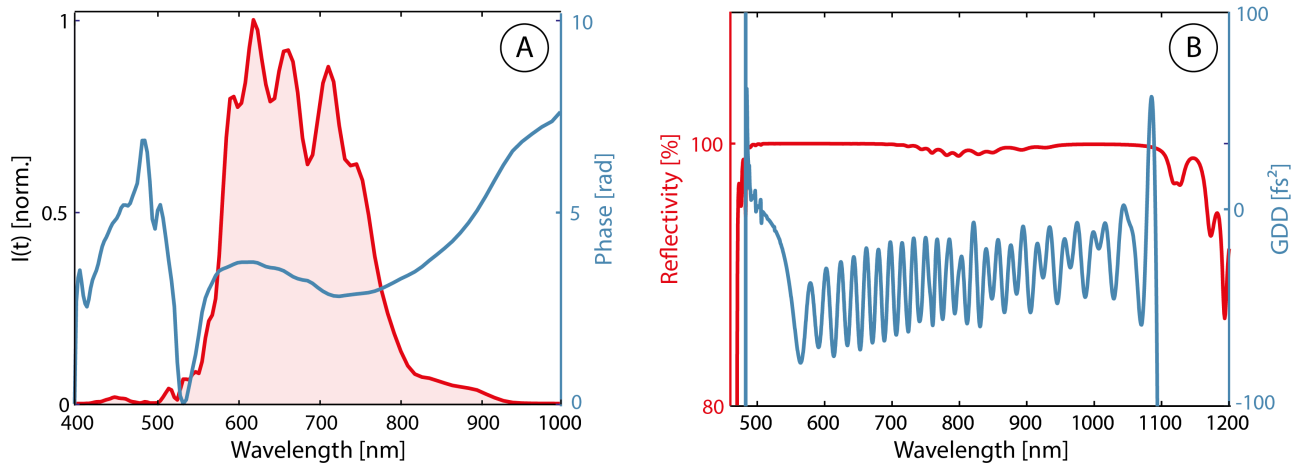 A
I(t) [norm.]
1
0.5
0
10
5
0
Phase [rad]
400 500 600 700 800 900 1000
Wavelength [nm]
B
Reflectivity [%]
100
80
100
0
-100
GDD [fs²]
500 600 700 800 900 1000 1100 1200
Wavelength [nm]